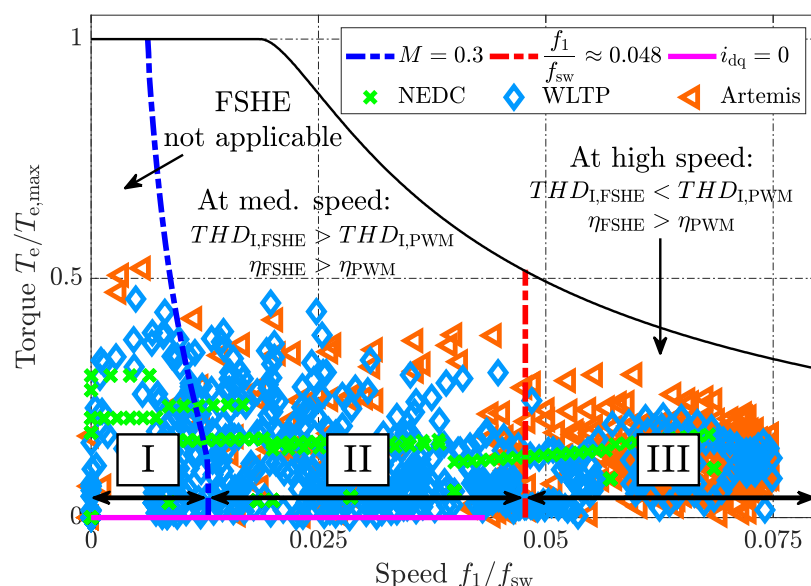 1
M = 0.3
f₁/f_sw ≈ 0.048
i_dq = 0
NEDC
WLTP
Artemis
FSHE
not applicable
At high speed:
THD_I,FSHE < THD_I,PWM
η_FSHE > η_PWM
At med. speed:
THD_I,FSHE > THD_I,PWM
η_FSHE > η_PWM
0.5
Torque T_e/T_e,max
I
II
III
0
0
0.025
0.05
0.075
Speed f₁/f_sw